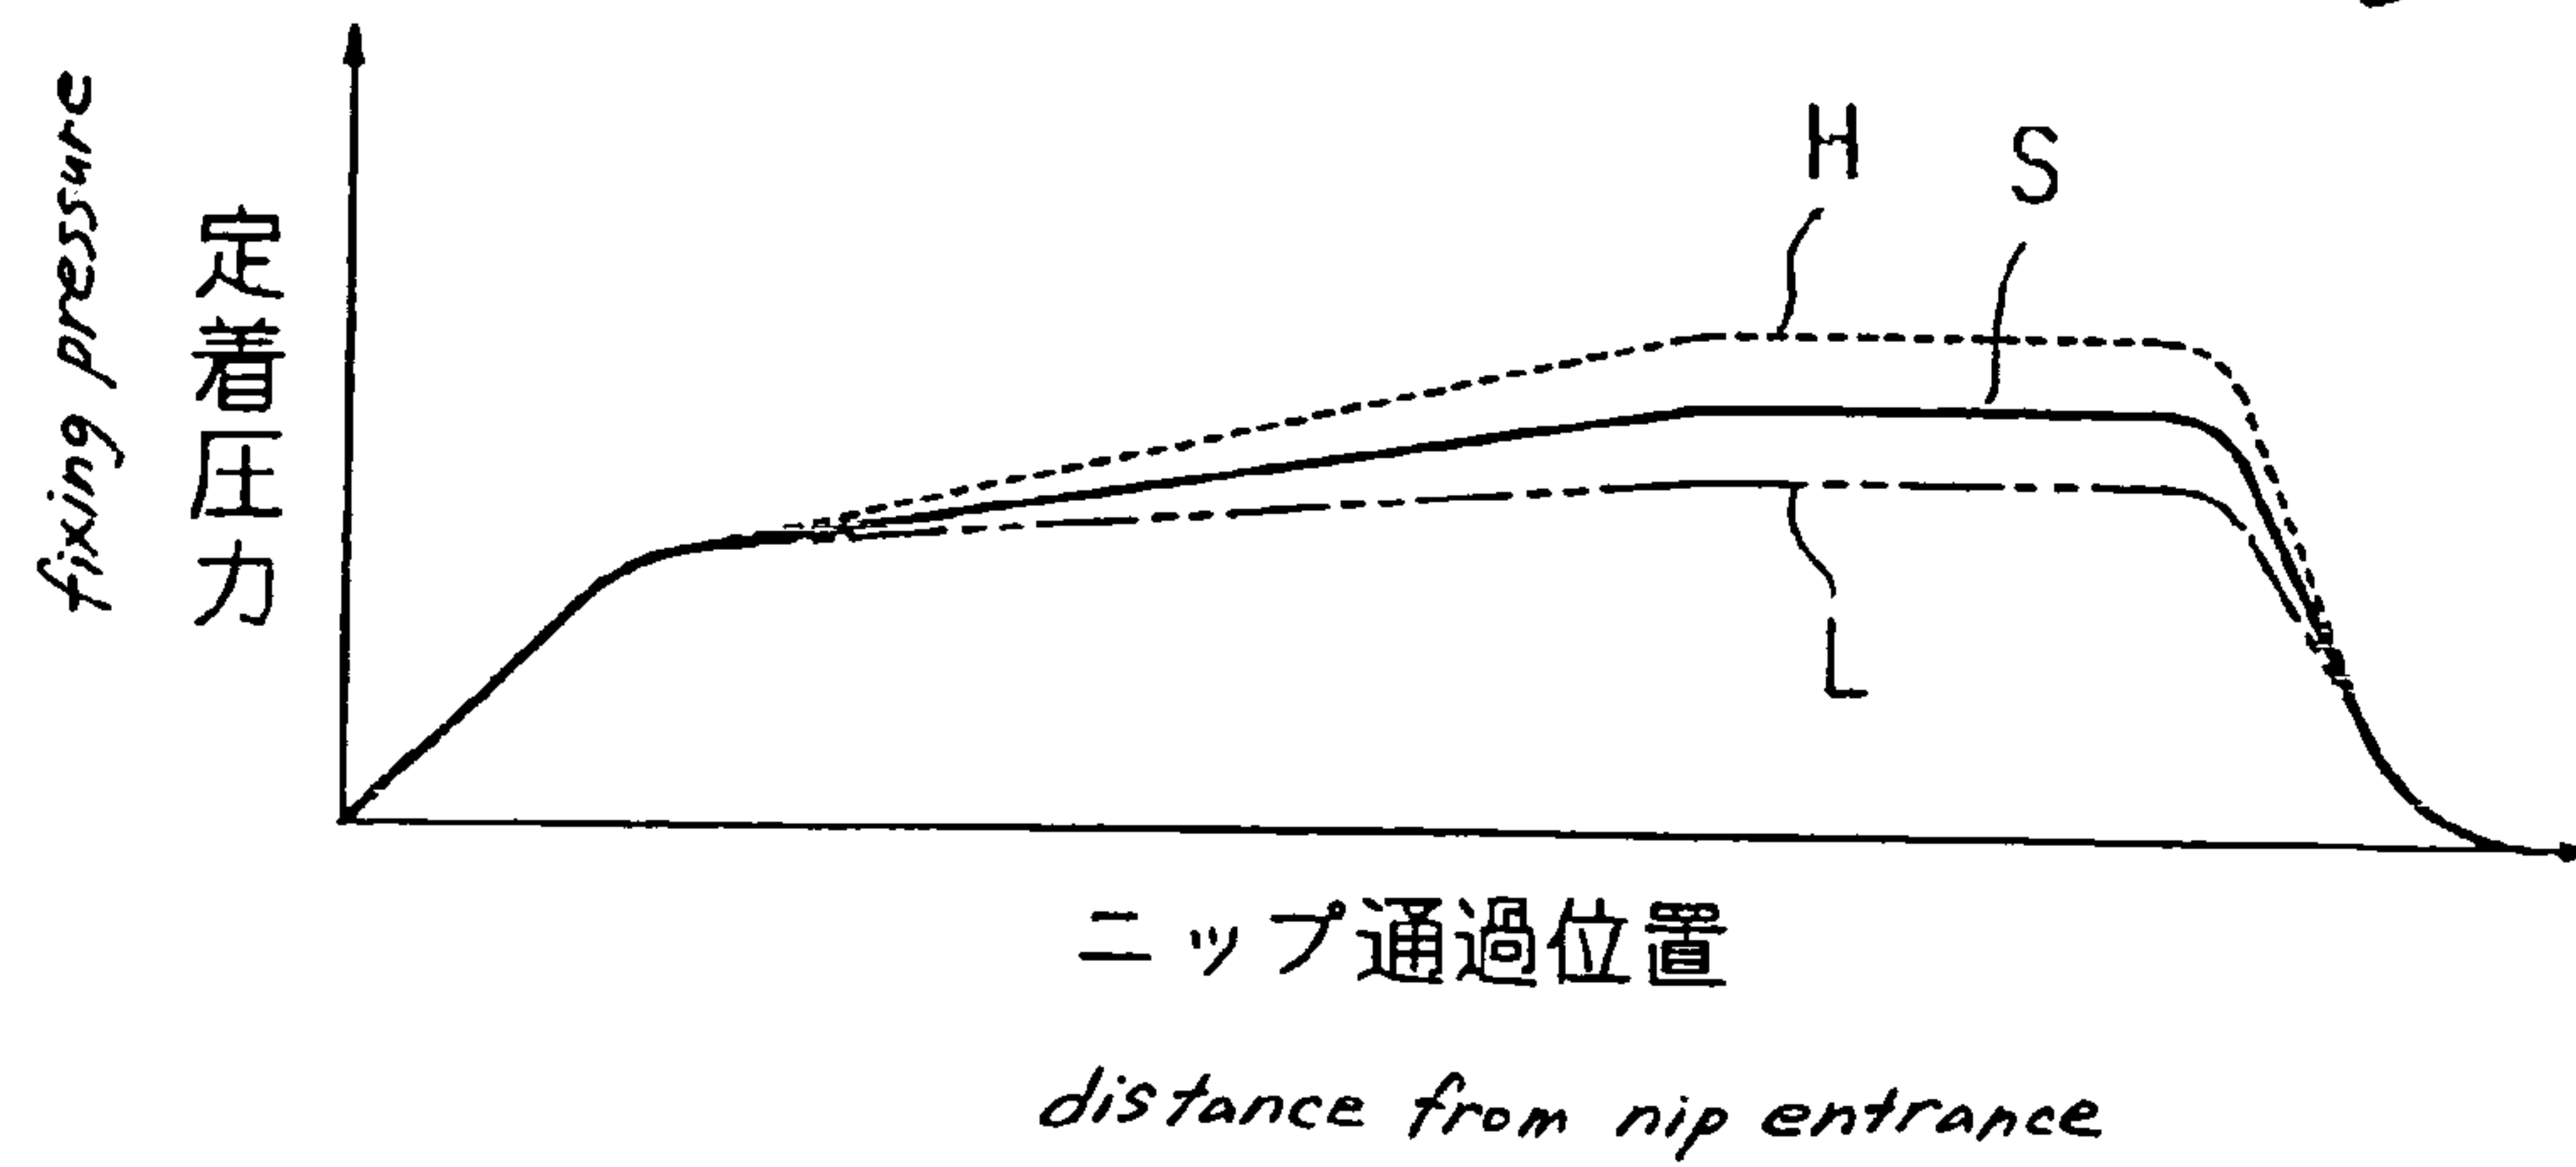 fixing pressure
定着圧力
H
S
L
ニップ通過位置
distance from nip entrance